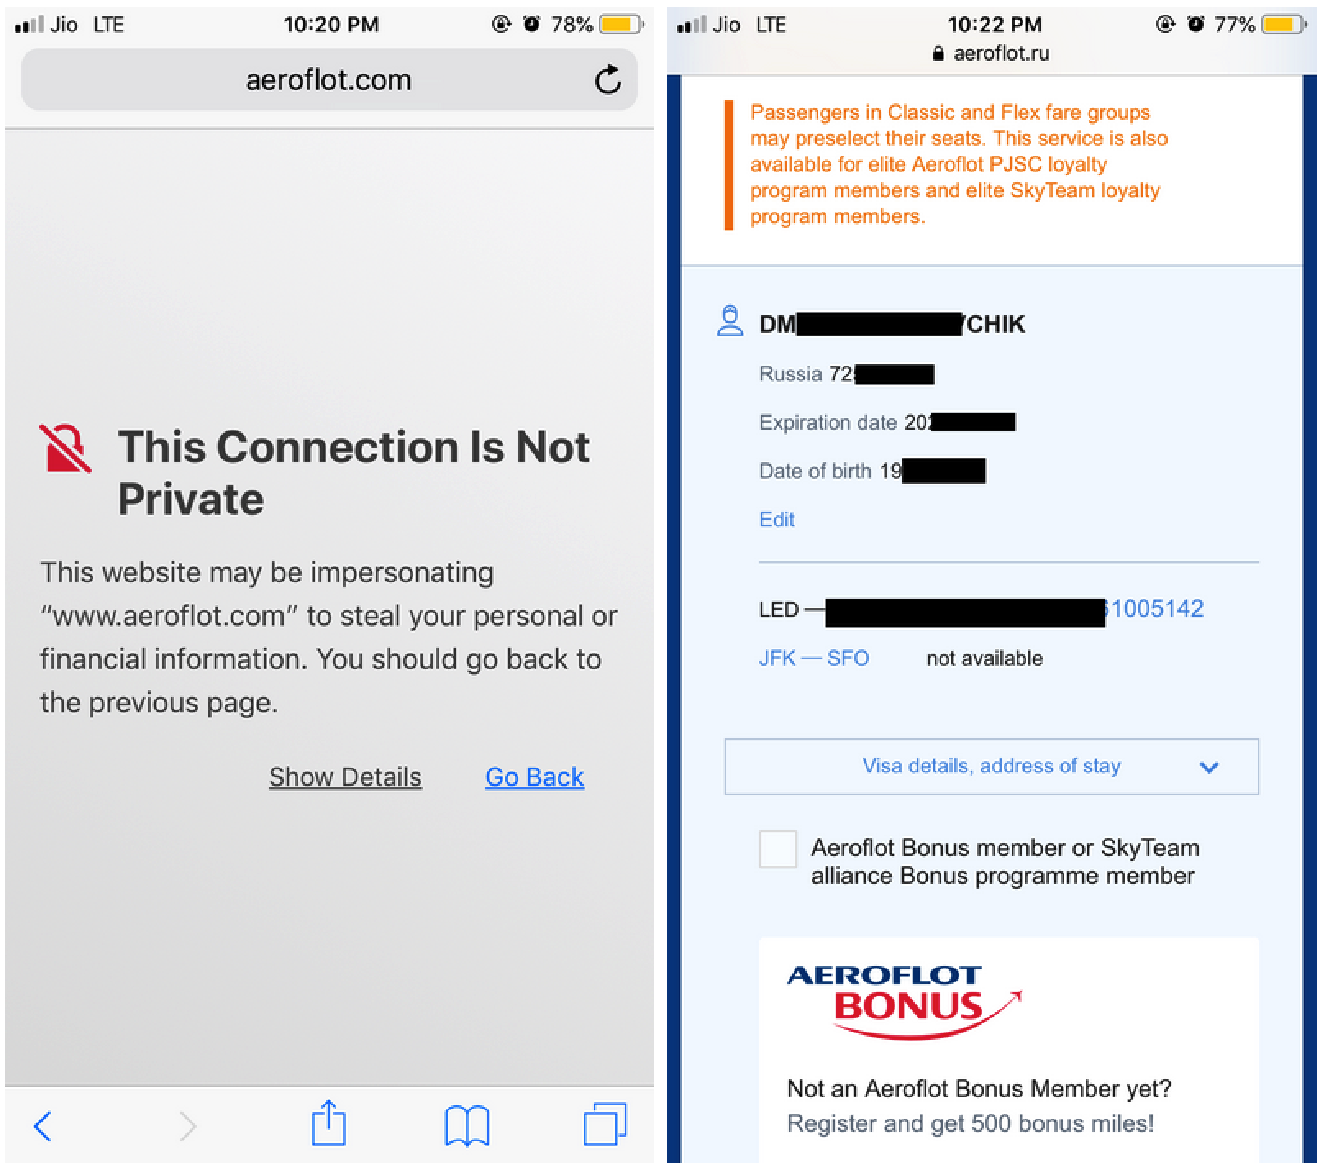 Jio LTE 10:20 PM 78%
aeroflot.com
This Connection Is Not
Private
This website may be impersonating
“www.aeroflot.com” to steal your personal or
financial information. You should go back to
the previous page.
Show Details Go Back
Jio LTE 10:22 PM 77%
aeroflot.ru
Passengers in Classic and Flex fare groups
may preselect their seats. This service is also
available for elite Aeroflot PJSC loyalty
program members and elite SkyTeam loyalty
program members.
DM CHIK
Russia 72
Expiration date 20
Date of birth 19
Edit
LED — 1005142
JFK — SFO not available
Visa details, address of stay
Aeroflot Bonus member or SkyTeam
alliance Bonus programme member
AEROFLOT
BONUS
Not an Aeroflot Bonus Member yet?
Register and get 500 bonus miles!